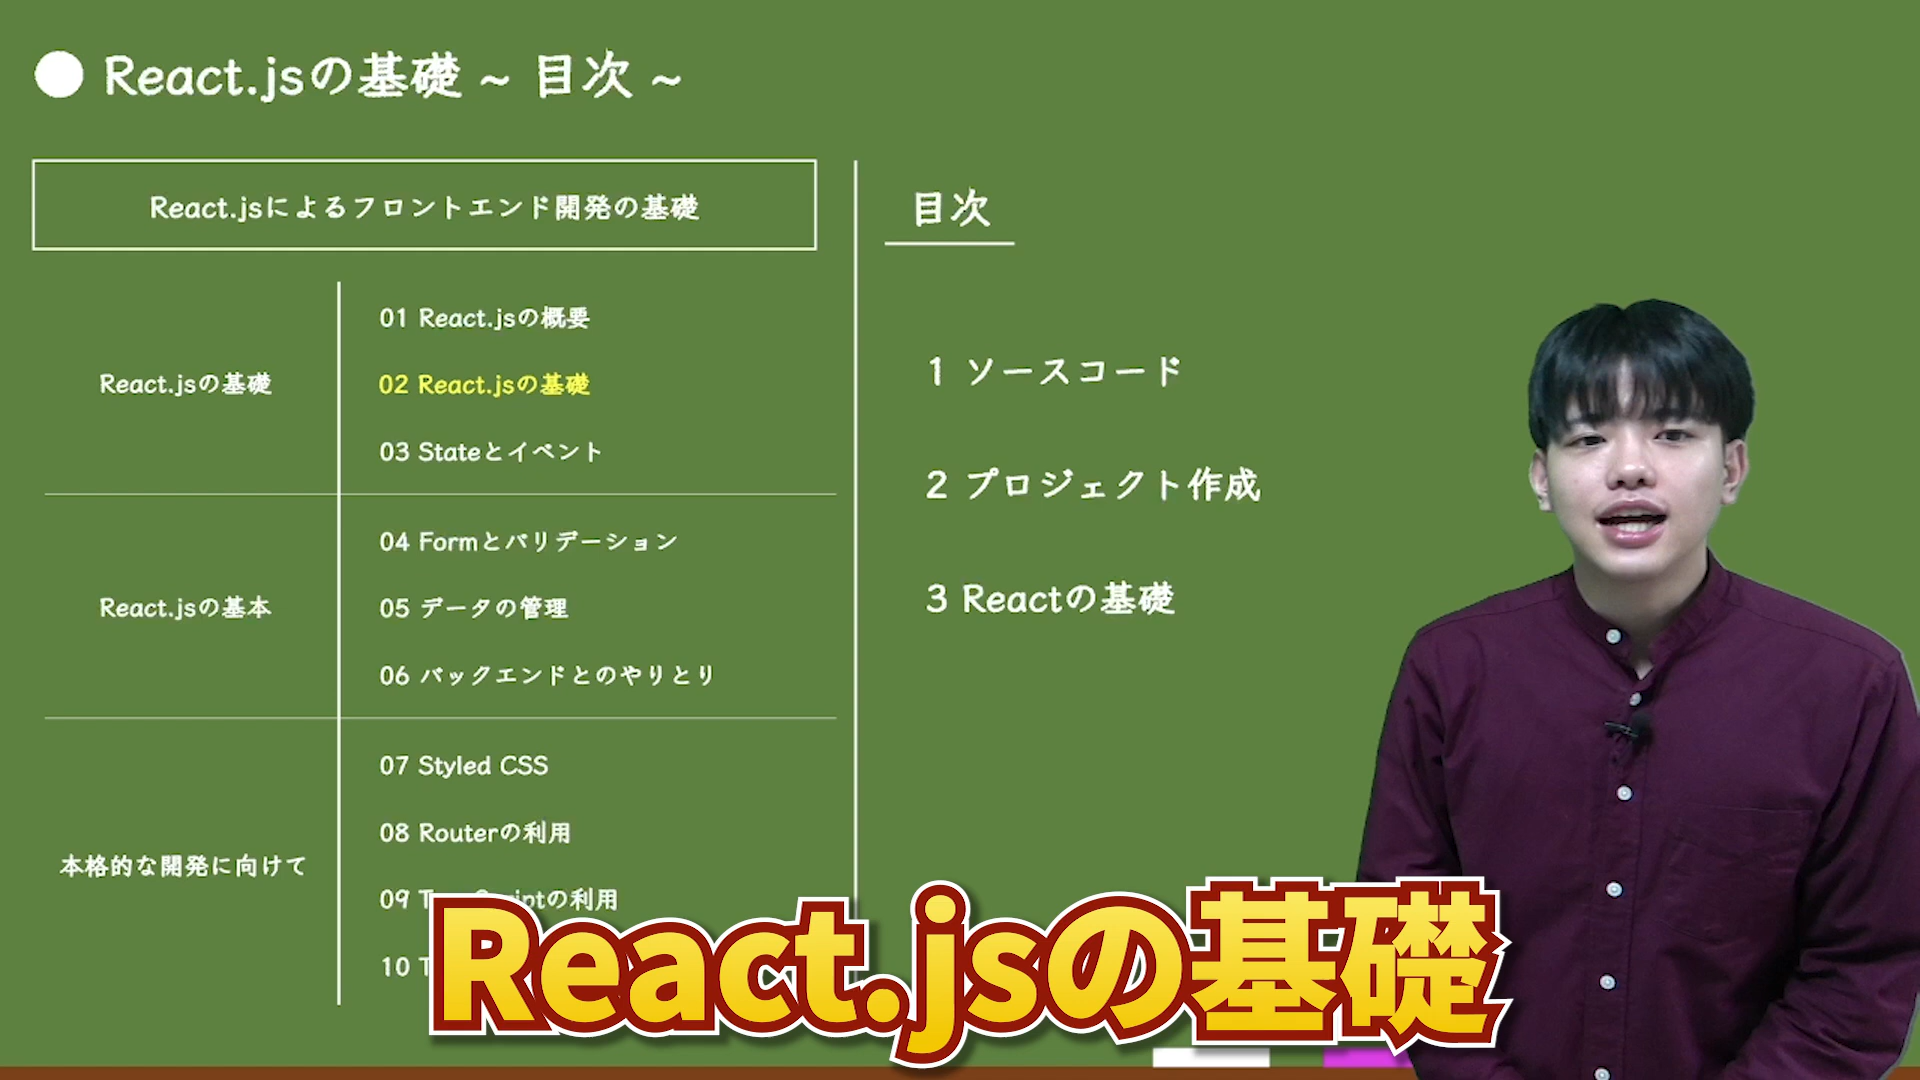 ● React.jsの基礎 ~ 目次 ~
React.jsによるフロントエンド開発の基礎
React.jsの基礎
01 React.jsの概要
02 React.jsの基礎
03 Stateとイベント
React.jsの基本
04 Formとバリデーション
05 データの管理
06 バックエンドとのやりとり
本格的な開発に向けて
07 Styled CSS
08 Routerの利用
09 の利用
10
目次
1 ソースコード
2 プロジェクト作成
3 Reactの基礎
React.jsの基礎